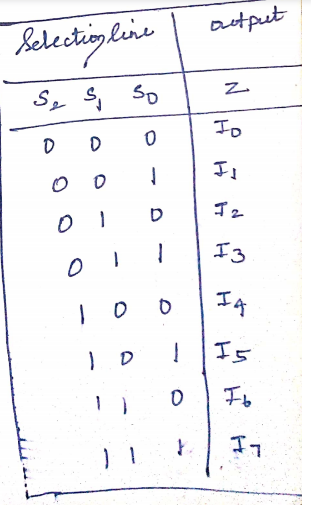 Selection line output
S2 S1 S0 Z
0 0 0 I0
0 0 1 I1
0 1 0 I2
0 1 1 I3
1 0 0 I4
1 0 1 I5
1 1 0 I6
1 1 1 I7